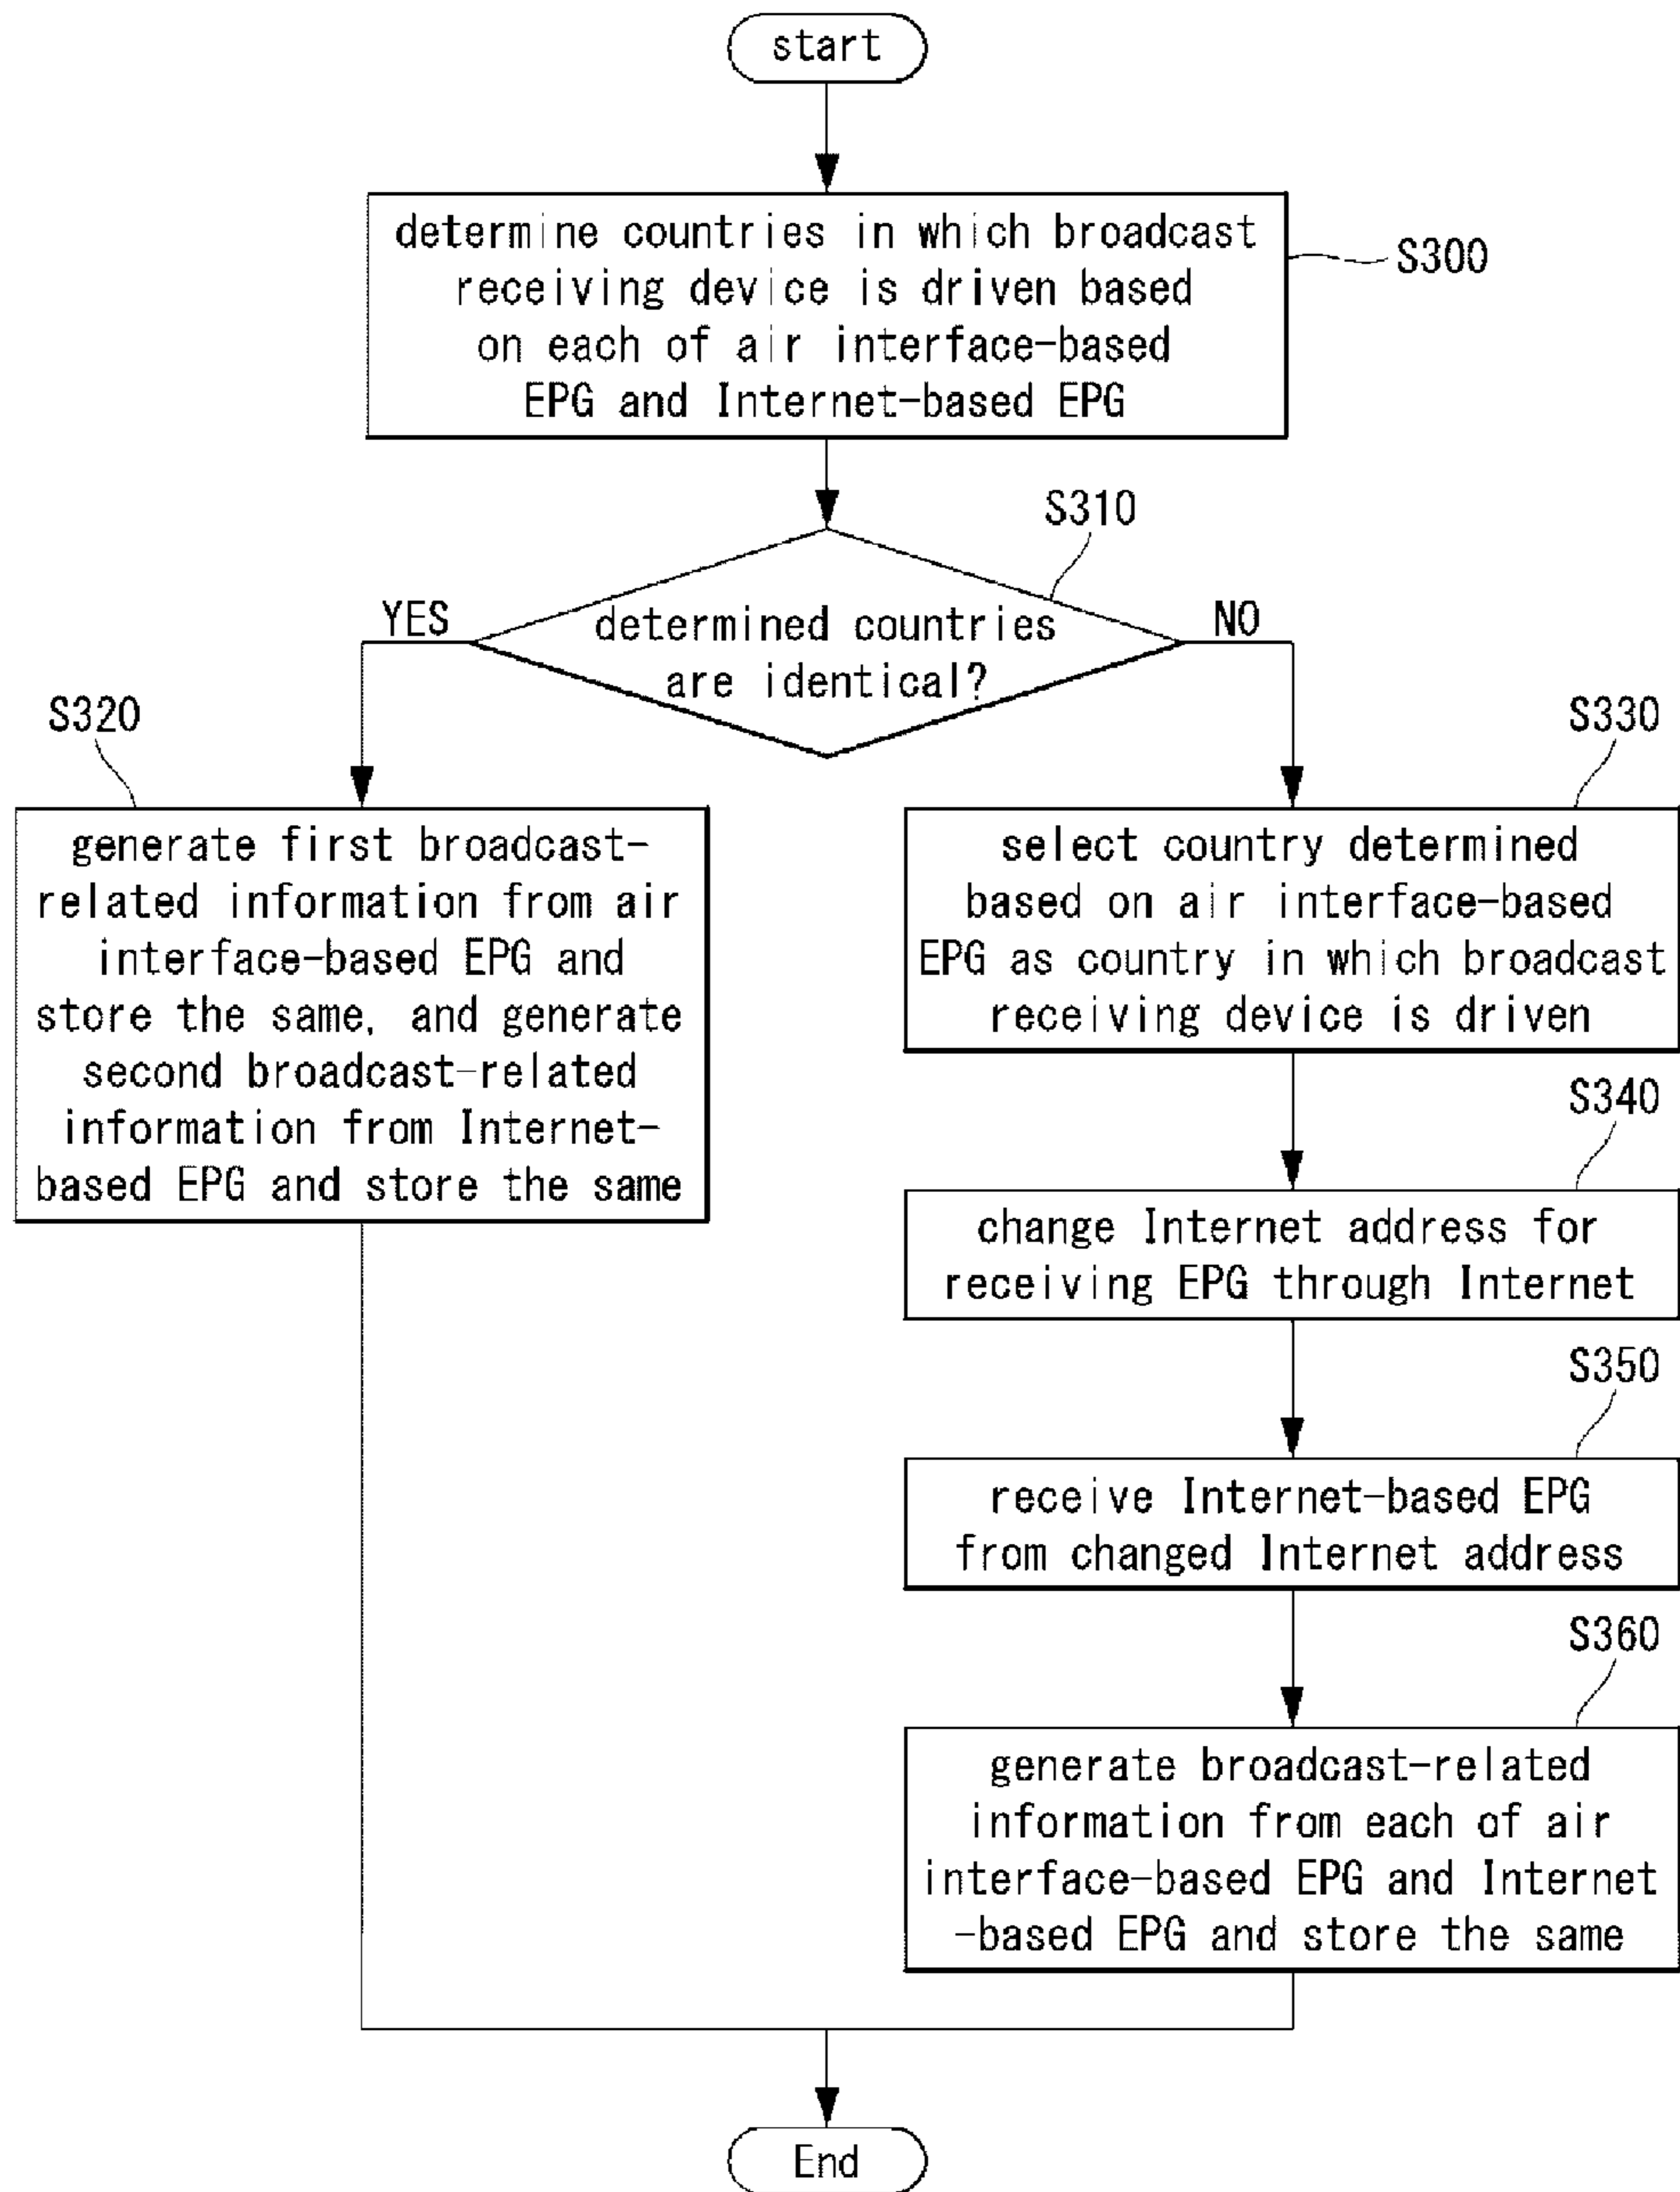 start
determine countries in which broadcast
receiving device is driven based
on each of air interface-based
EPG and Internet-based EPG
S300
S310
determined countries
are identical?
YES
NO
S320
generate first broadcast-
related information from air
interface-based EPG and
store the same, and generate
second broadcast-related
information from Internet-
based EPG and store the same
S330
select country determined
based on air interface-based
EPG as country in which broadcast
receiving device is driven
S340
change Internet address for
receiving EPG through Internet
S350
receive Internet-based EPG
from changed Internet address
S360
generate broadcast-related
information from each of air
interface-based EPG and Internet
-based EPG and store the same
End